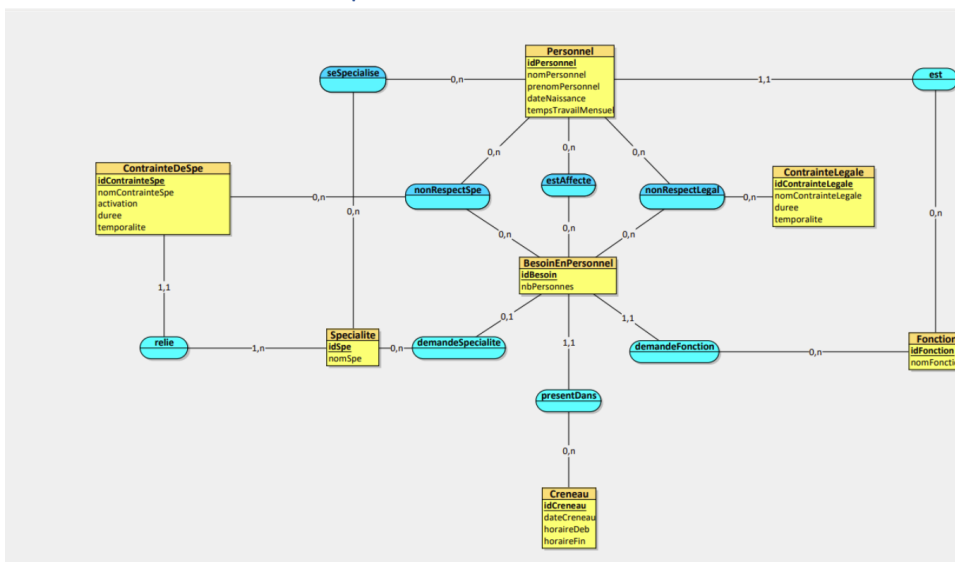 Personnel
idPersonnel
nomPersonnel
prenomPersonnel
dateNaissance
tempsTravailMensuel
seSpecialise
0,n
1,1
est
0,n
0,n
0,n
ContrainteDeSpe
idContrainteSpe
nomContrainteSpe
activation
duree
temporalite
0,n
nonRespectSpe
estAffecte
nonRespectLegal
0,n
ContrainteLegale
idContrainteLegale
nomContrainteLegale
duree
temporalite
0,n
0,n
0,n
0,n
0,n
BesoinEnPersonnel
idBesoin
nbPersonnes
1,1
0,1
1,1
1,1
relie
1,n
Specialite
idSpe
nomSpe
0,n
demandeSpecialite
demandeFonction
0,n
Fonction
idFonction
nomFoncti
presentDans
0,n
Creneau
idCreneau
dateCreneau
horaireDeb
horaireFin